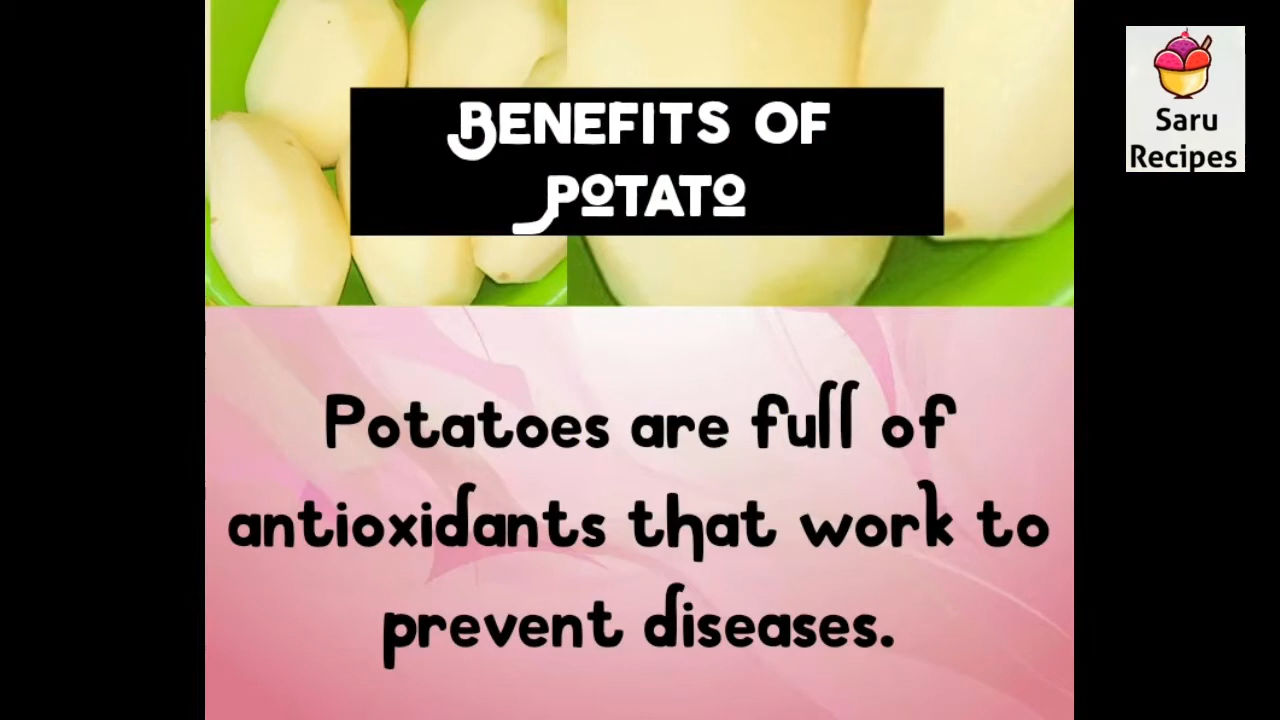 BENEFITS OF
POTATO
Saru
Recipes
Potatoes are full of
antioxidants that work to
prevent diseases.